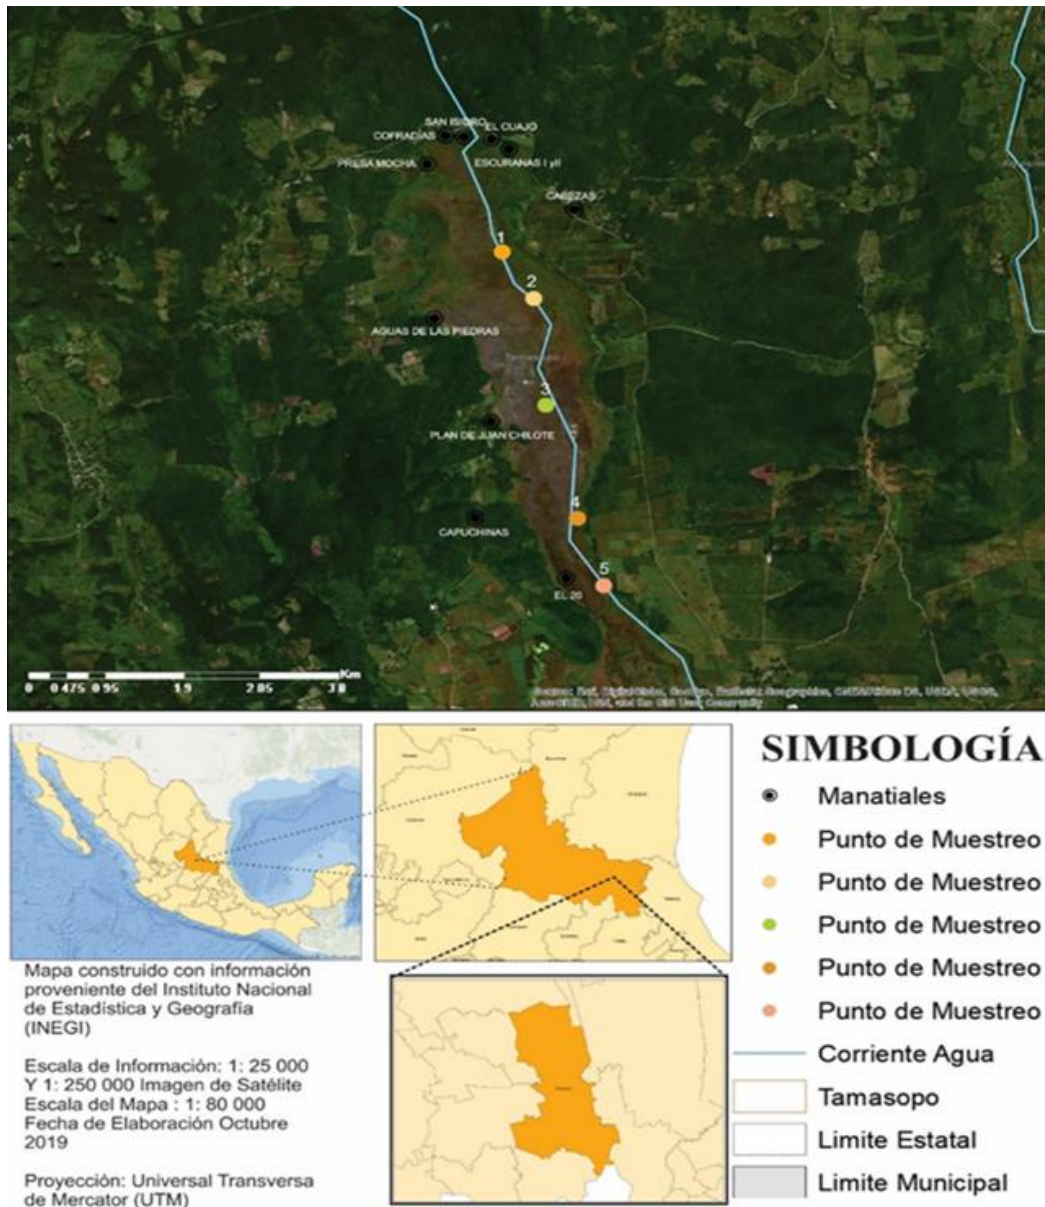 SAN ISIDRO
COFRADÍAS
EL CUAJO
PRESA MOCHA
ESCURANAS I yII
CABEZAS
1
2
AGUAS DE LAS PIEDRAS
Tamasopo
3
PLAN DE JUAN CHILOTE
4
CAPUCHINAS
5
EL 20
Km
0 0 475 0 95 1 9 2 85 3 8
SIMBOLOGÍA
Manatiales
Punto de Muestreo
Punto de Muestreo
Punto de Muestreo
Punto de Muestreo
Punto de Muestreo
Corriente Agua
Tamasopo
Limite Estatal
Limite Municipal
Mapa construido con información
proveniente del Instituto Nacional
de Estadística y Geografía
(INEGI)
Escala de Información: 1: 25 000
Y 1: 250 000 Imagen de Satélite
Escala del Mapa : 1: 80 000
Fecha de Elaboración Octubre
2019
Proyección: Universal Transversa
de Mercator (UTM)